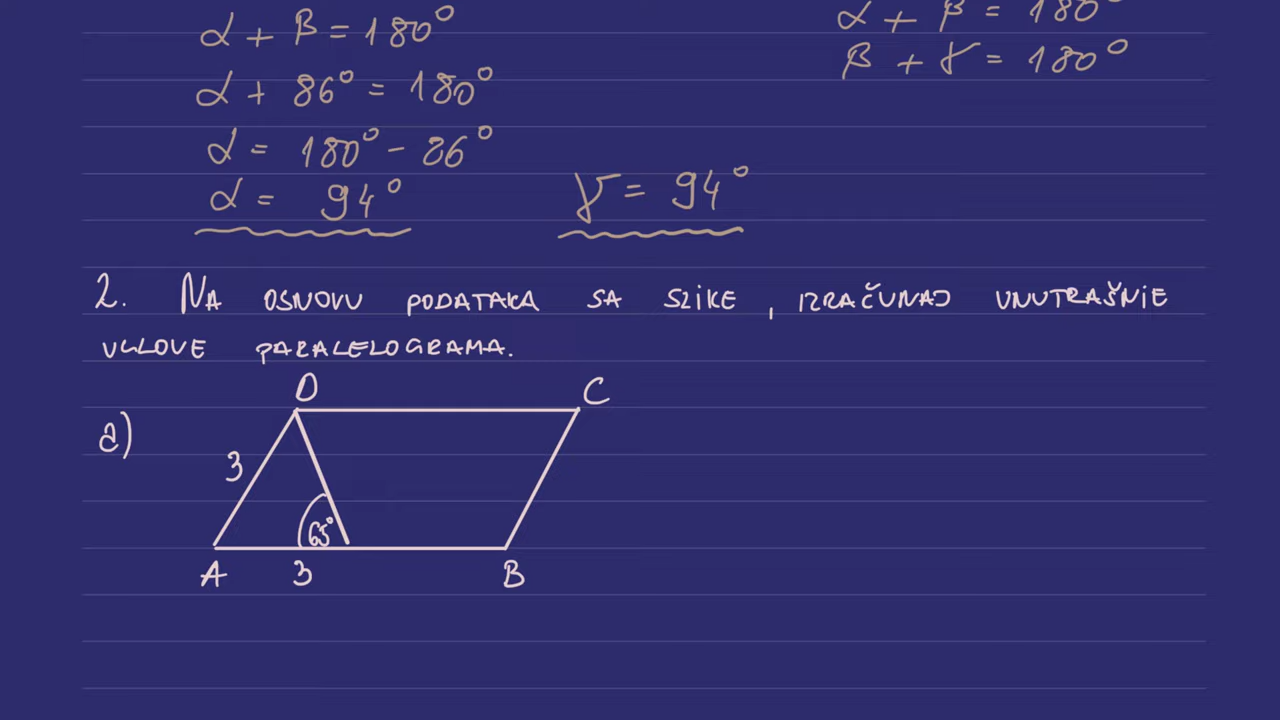 α + β = 180°
α + β = 180°
β + γ = 180°
α + 86° = 180°
α = 180° - 86°
α = 94°
γ = 94°
2. NA OSNOVU PODATAKA SA SLIKE, IZRAČUNAJ UNUTRAŠNJE
UGLOVE PARALELOGRAMA.
a)
D
C
3
65°
A
3
B